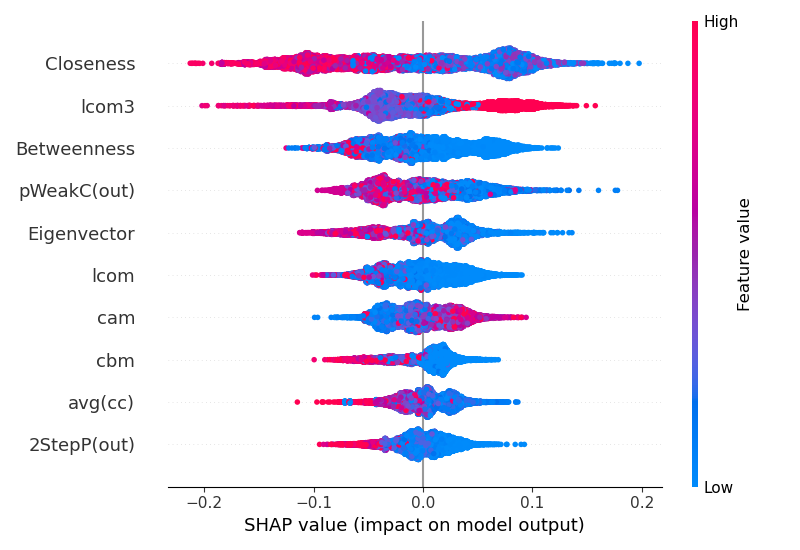 High
Closeness
lcom3
Betweenness
pWeakC(out)
Eigenvector
lcom
cam
cbm
avg(cc)
2StepP(out)
Feature value
Low
−0.2 −0.1 0.0 0.1 0.2
SHAP value (impact on model output)